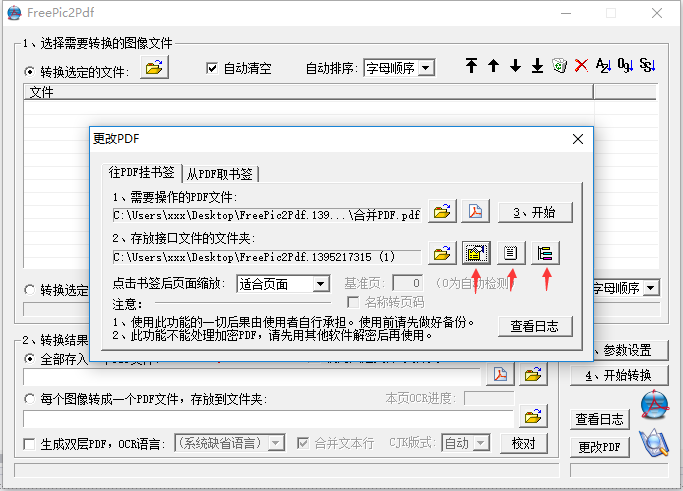 FreePic2Pdf
1、选择需要转换的图像文件
转换选定的文件:
自动清空
自动排序:
字母顺序
文件
更改PDF
往PDF挂书签
从PDF取书签
1、需要操作的PDF文件:
C:\Users\xxx\Desktop\FreePic2Pdf.139...\合并PDF.pdf
3、开始
2、存放接口文件的文件夹:
C:\Users\xxx\Desktop\FreePic2Pdf.1395217315 (1)
点击书签后页面缩放:
适合页面
基准页:
0
(0为自动检测)
注意:
名称转页码
1、使用此功能的一切后果由使用者自行承担。使用前请先做好备份。
2、此功能不能处理加密PDF,请先用其他软件解密后再使用。
查看日志
转换选定
字母顺序
2、转换结果
、参数设置
全部存入
4、开始转换
每个图像转成一个PDF文件,存放到文件夹:
本页OCR进度:
查看日志
生成双层PDF,OCR语言:
(系统缺省语言)
合并文本行
CJK版式:
自动
校对
更改PDF